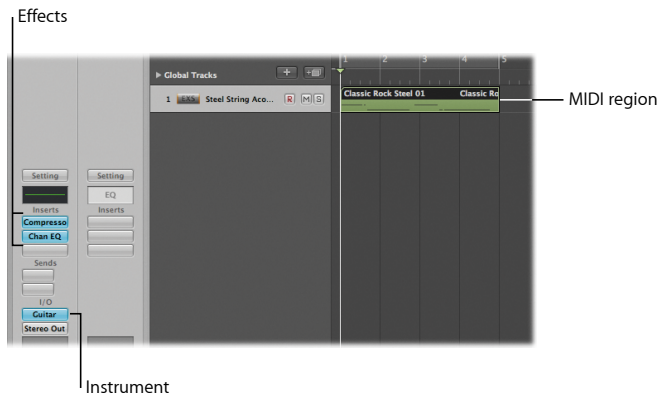 Effects
1 2 3 4 5
Global Tracks
1 Steel String Aco... R M S
Classic Rock Steel 01 Classic Ro
MIDI region
Setting Setting
EQ
Inserts Inserts
Compresso
Chan EQ
Sends
I/O
Guitar
Stereo Out
Instrument